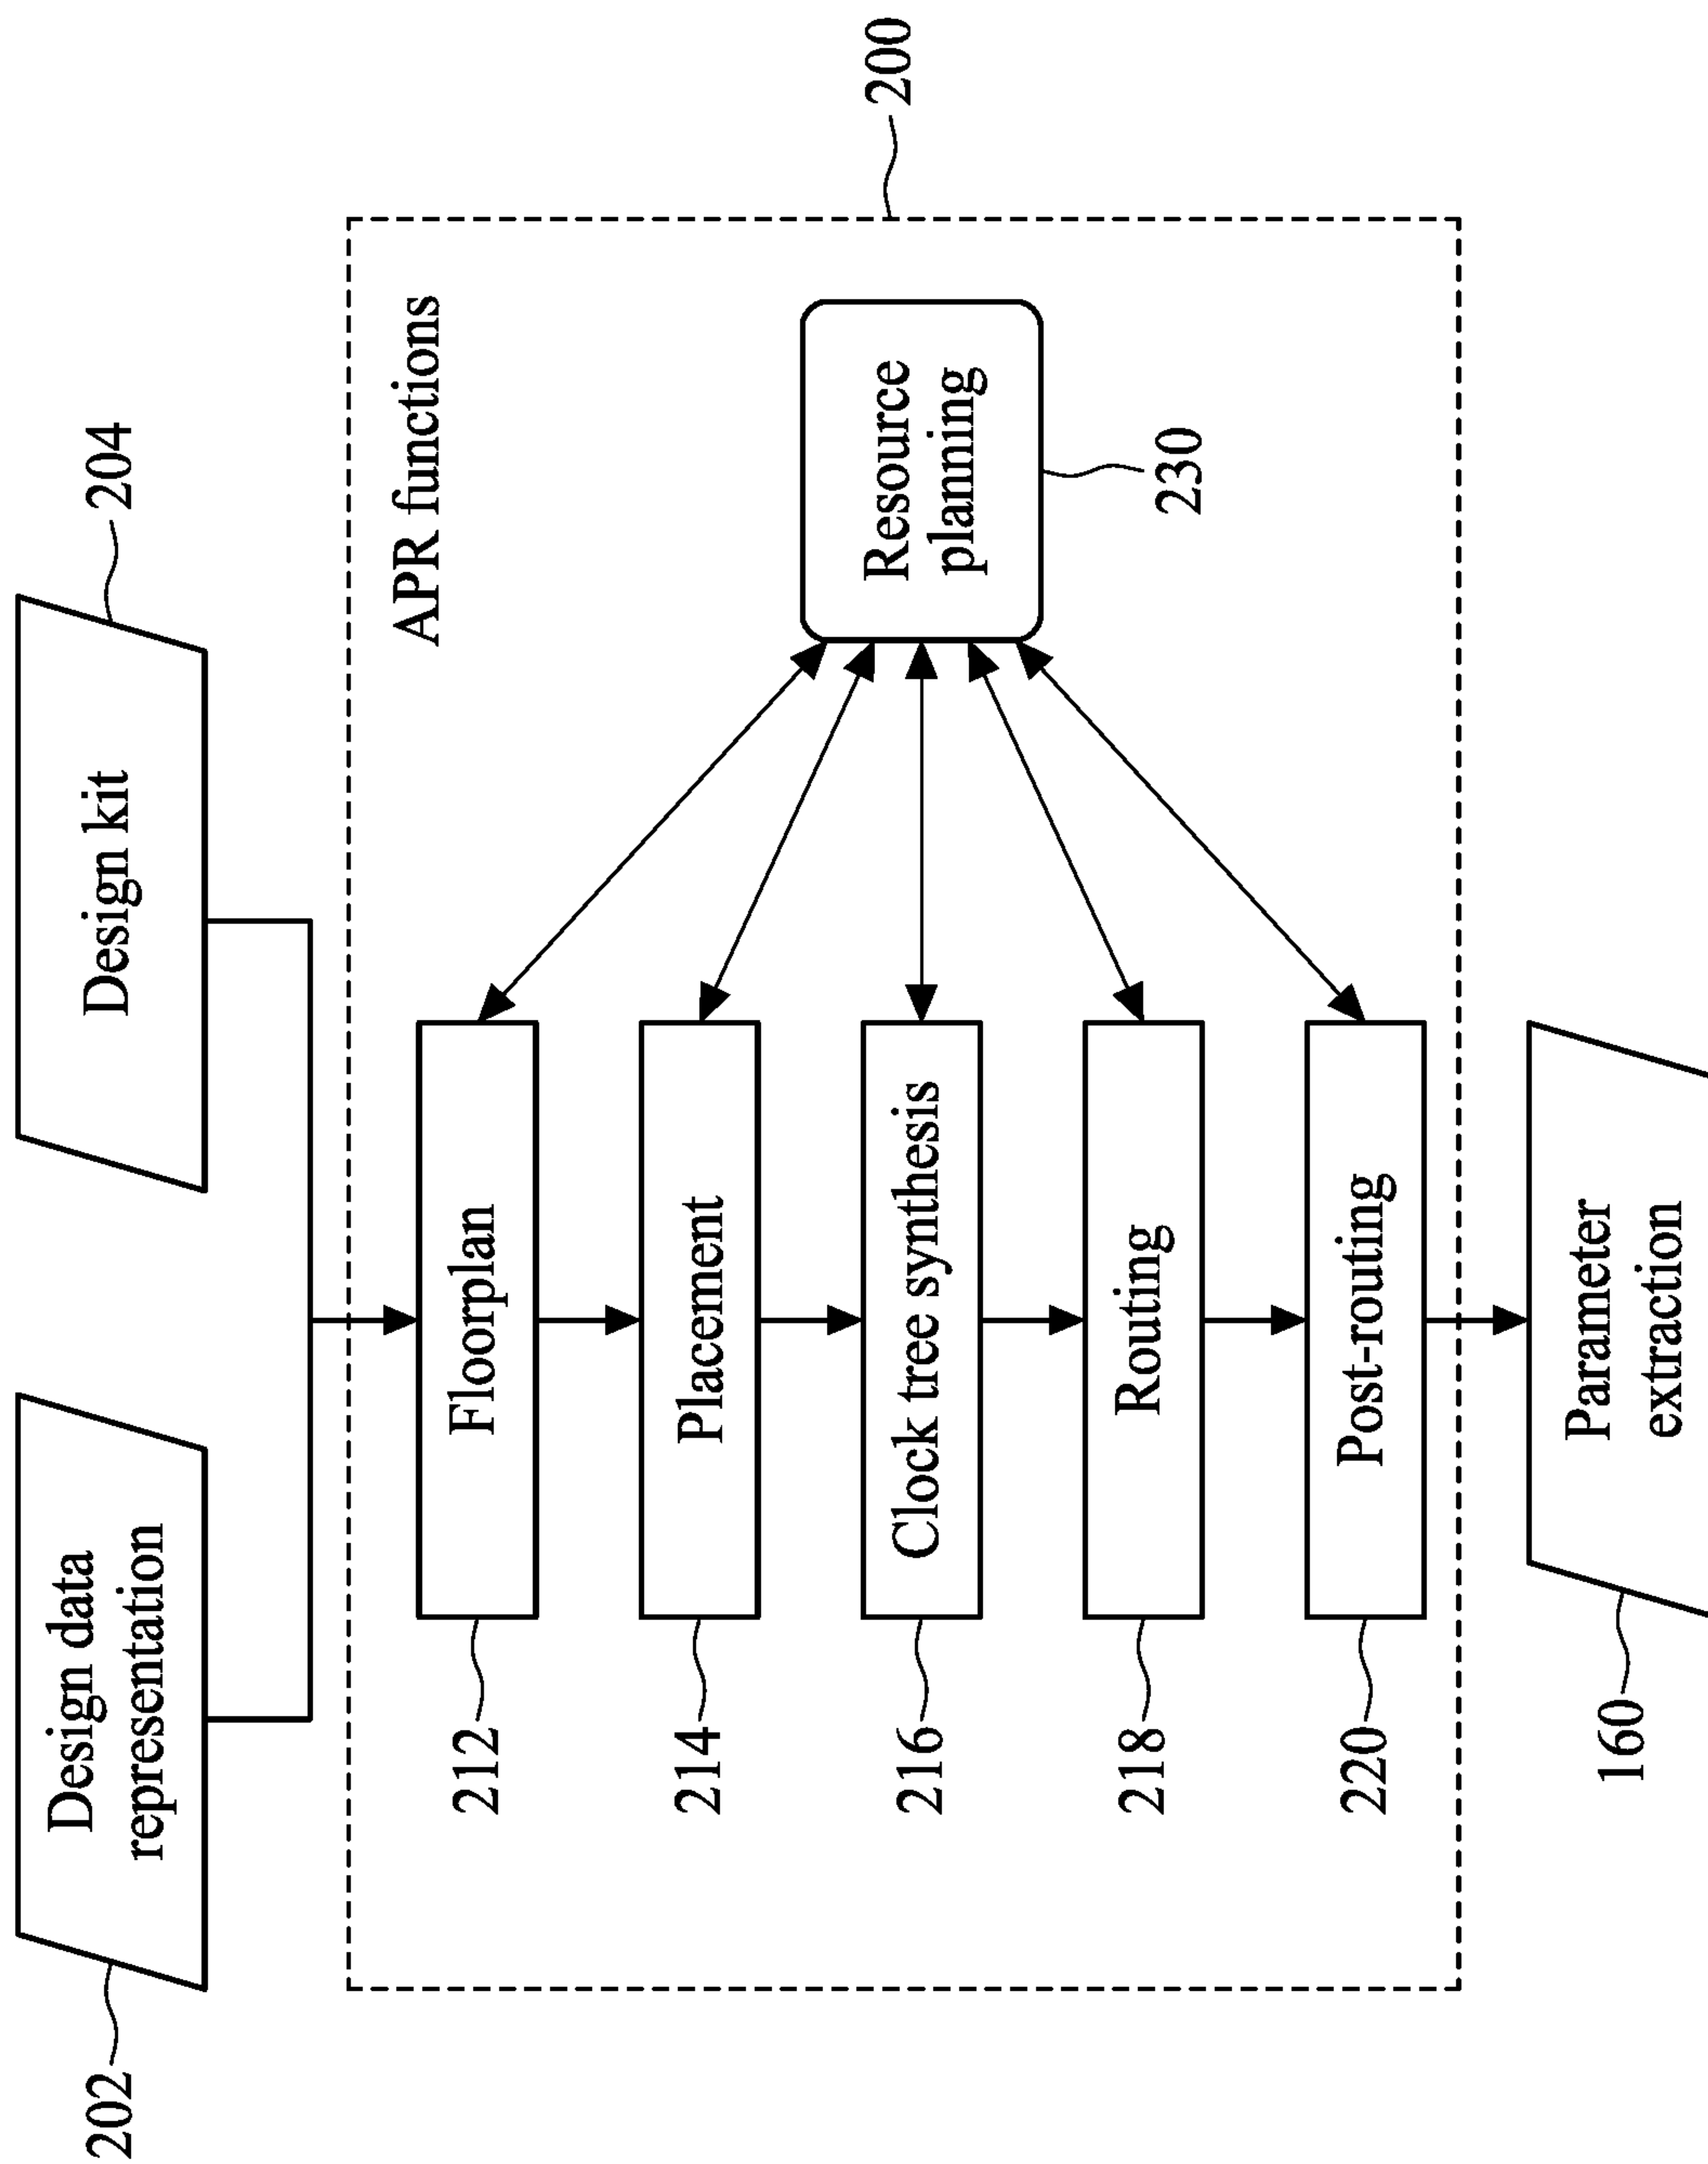 202
Design data
representation
Design kit
204
APR functions
200
212
Floorplan
214
Placement
216
Clock tree synthesis
Resource
planning
230
218
Routing
220
Post-routing
160
Parameter
extraction